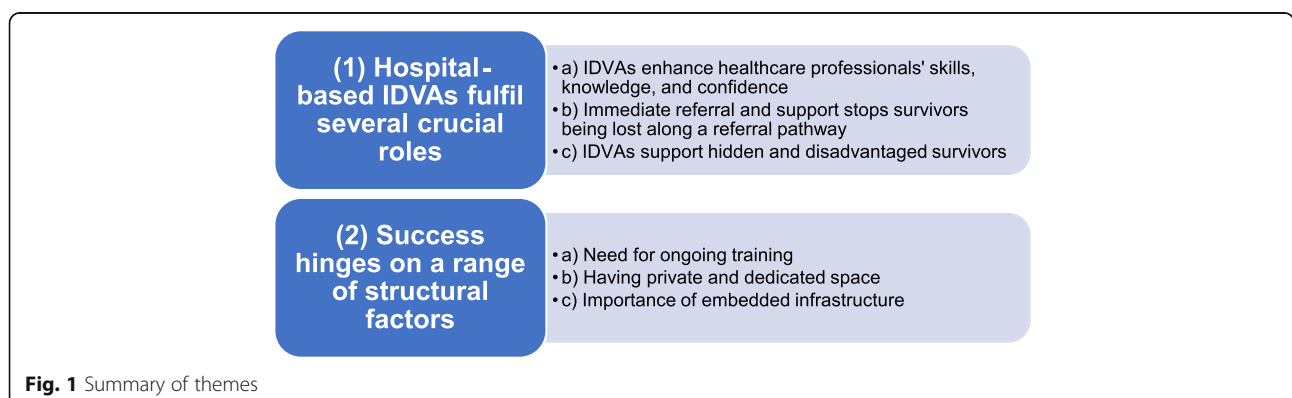 (1) Hospital-
based IDVAs fulfil
several crucial
roles
• a) IDVAs enhance healthcare professionals' skills,
knowledge, and confidence
• b) Immediate referral and support stops survivors
being lost along a referral pathway
• c) IDVAs support hidden and disadvantaged survivors
(2) Success
hinges on a range
of structural
factors
• a) Need for ongoing training
• b) Having private and dedicated space
• c) Importance of embedded infrastructure
Fig. 1 Summary of themes